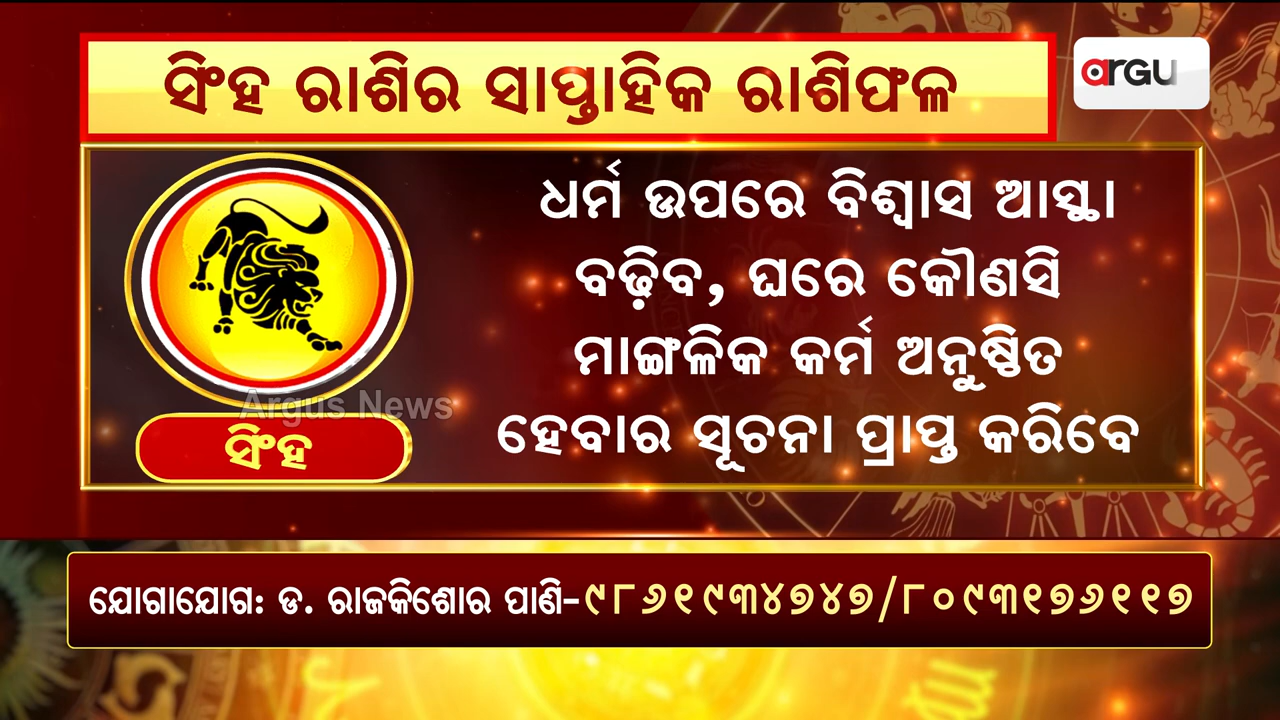 ସିଂହ ରାଶିର ସାପ୍ତାହିକ ରାଶିଫଳ
arGU
ଧର୍ମ ଉପରେ ବିଶ୍ୱାସ ଆସ୍ଥା
ବଢ଼ିବ, ଘରେ କୌଣସି
ମାଙ୍ଗଳିକ କର୍ମ ଅନୁଷ୍ଠିତ
ହେବାର ସୂଚନା ପ୍ରାପ୍ତ କରିବେ
Argus News
ସିଂହ
ଯୋଗାଯୋଗ: ଡ. ରାଜକିଶୋର ପାଣି-୯୮୬୧୯୩୪୭୪୭/୮୦୯୩୧୭୬୧୧୭